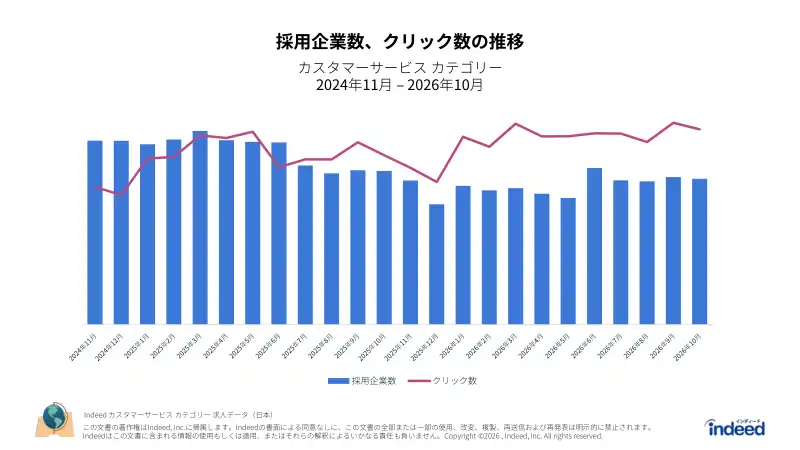 採用企業数、クリック数の推移
カスタマーサービス カテゴリー
2024年11月 – 2026年10月
2024年11月
2024年12月
2025年1月
2025年2月
2025年3月
2025年4月
2025年5月
2025年6月
2025年7月
2025年8月
2025年9月
2025年10月
2025年11月
2025年12月
2026年1月
2026年2月
2026年3月
2026年4月
2026年5月
2026年6月
2026年7月
2026年8月
2026年9月
2026年10月
採用企業数 クリック数
Indeed カスタマーサービス カテゴリー 求人データ（日本）
この文書の著作権はIndeed, Inc.に帰属します。Indeedの書面による同意なしに、この文書の全部または一部の使用、改変、複製、再送信および再発表は明示的に禁止されます。
Indeedはこの文書に含まれる情報の使用もしくは適用、またはそれらの解釈によるいかなる責任も負いません。Copyright ©2026 , Indeed, Inc. All rights reserved.
インディード
indeed